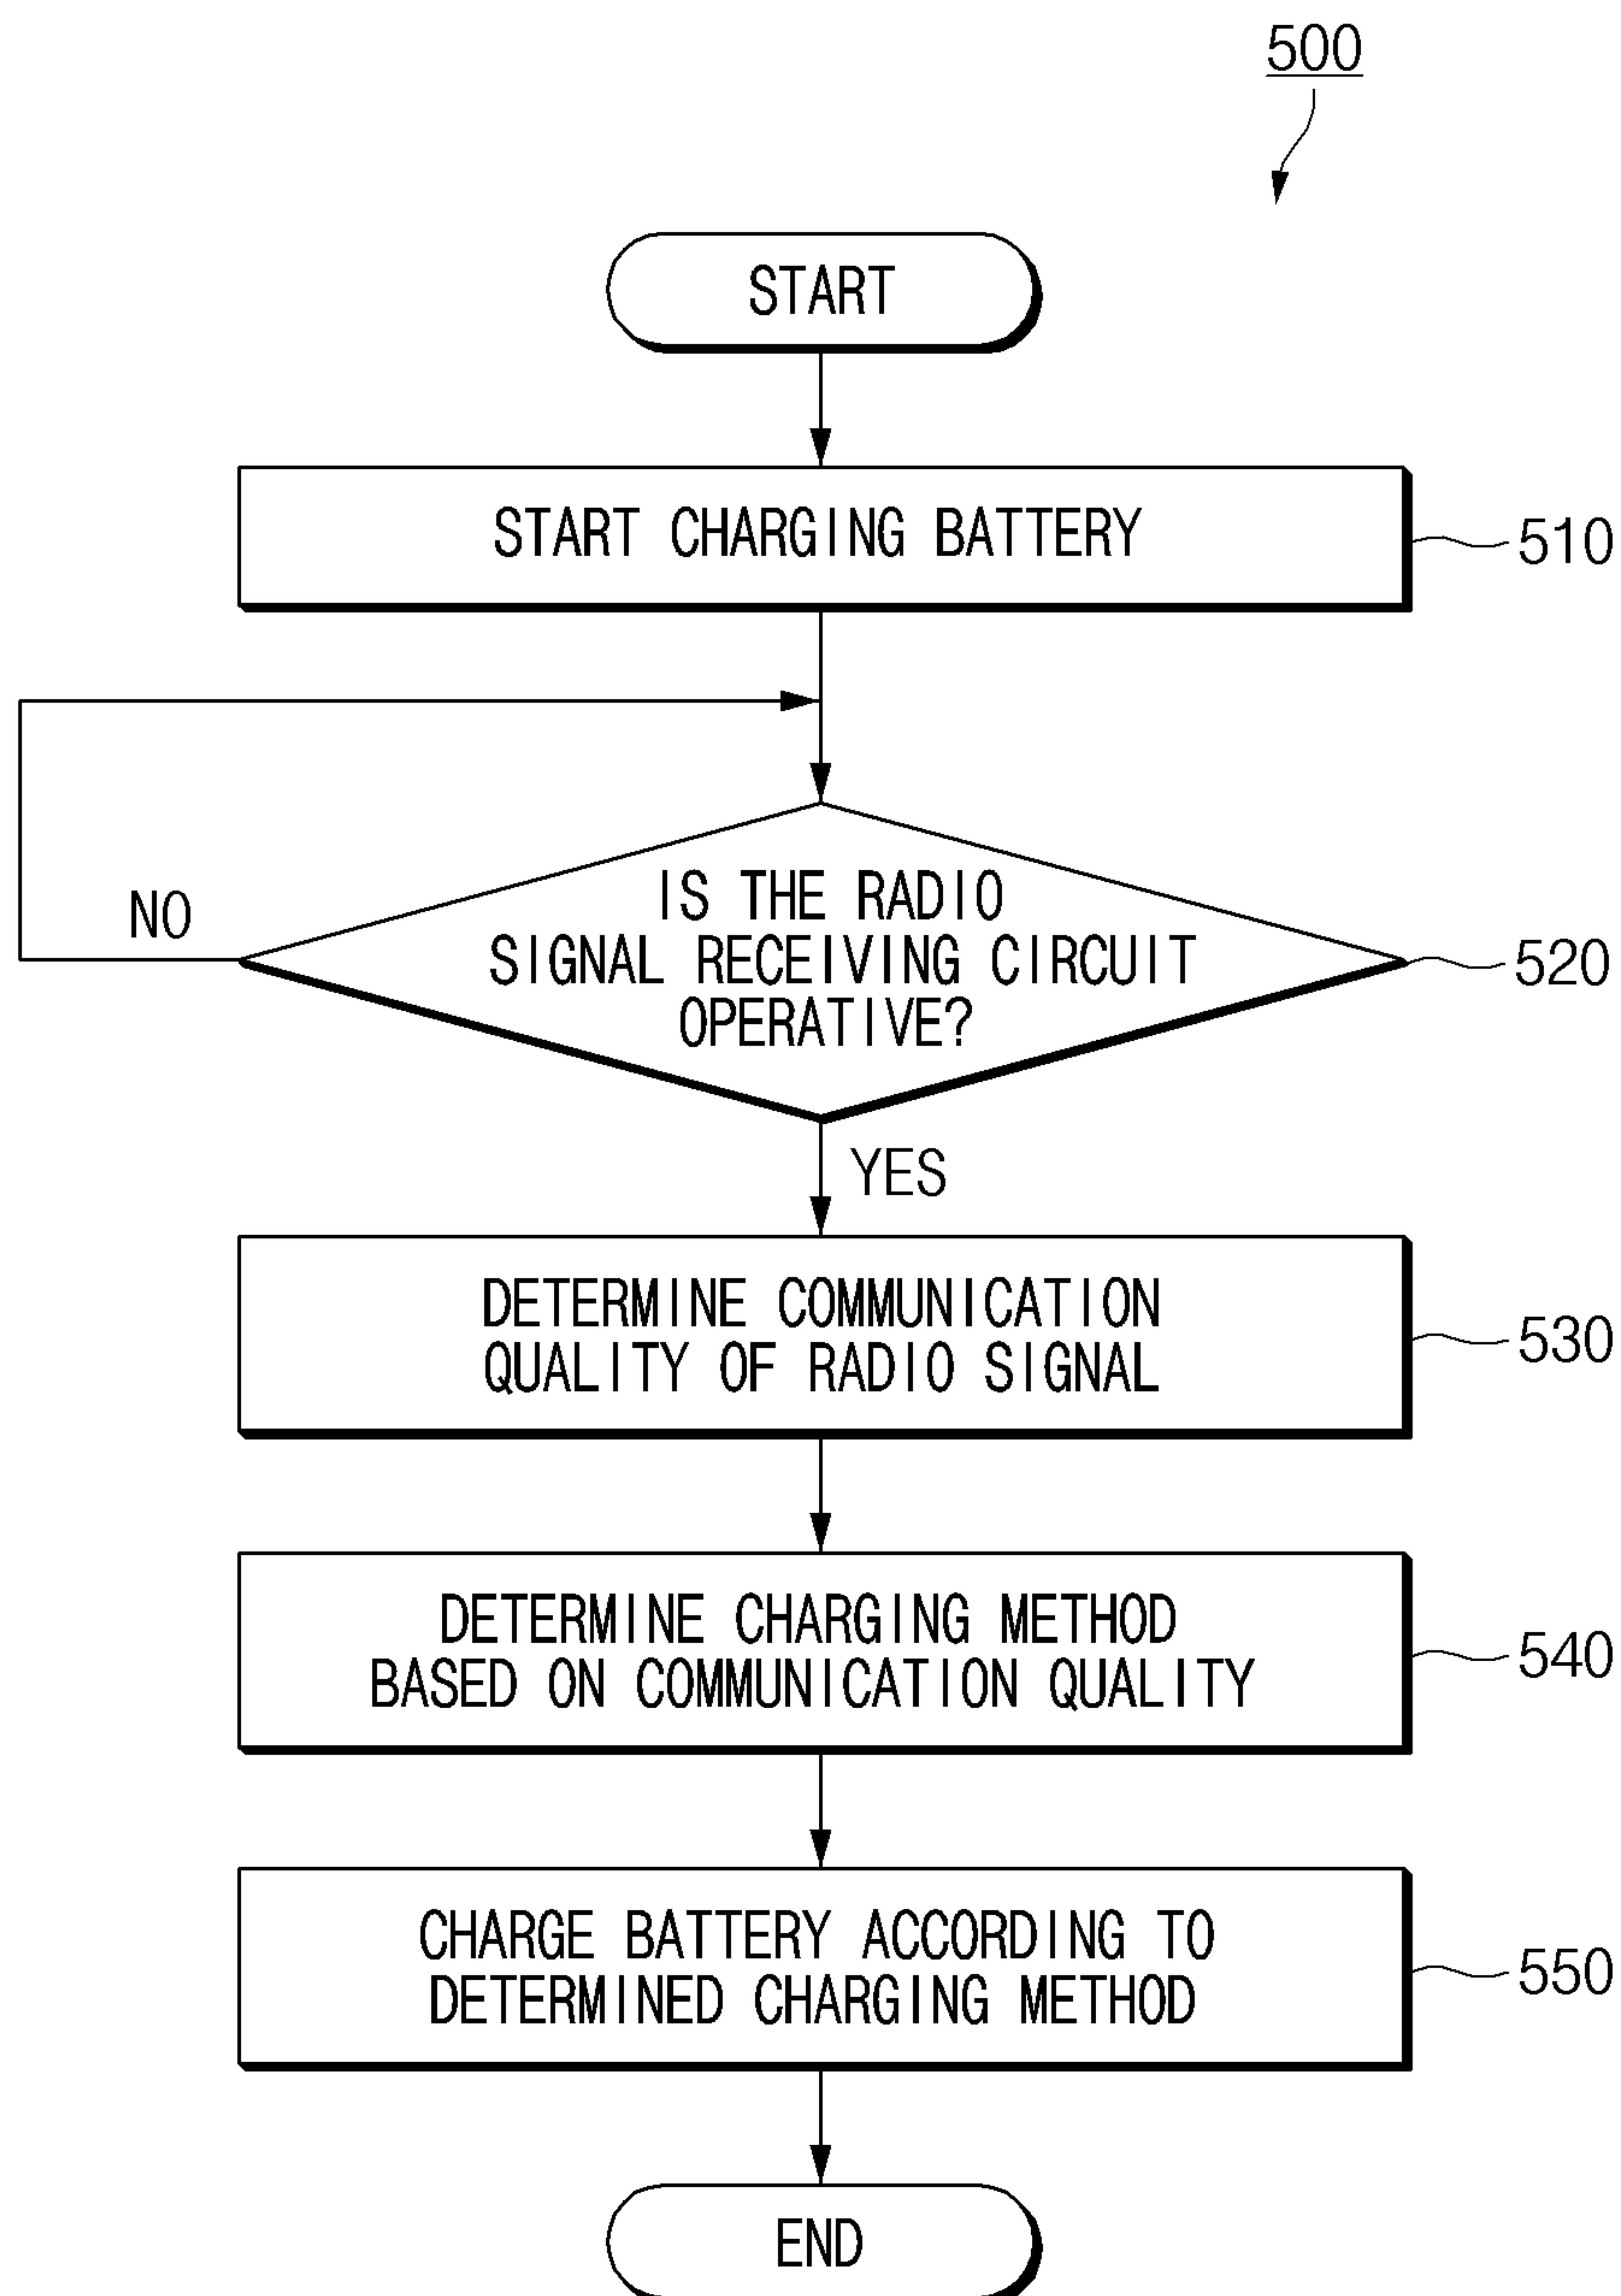 500
START
START CHARGING BATTERY
510
IS THE RADIO
SIGNAL RECEIVING CIRCUIT
OPERATIVE?
520
NO
YES
DETERMINE COMMUNICATION
QUALITY OF RADIO SIGNAL
530
DETERMINE CHARGING METHOD
BASED ON COMMUNICATION QUALITY
540
CHARGE BATTERY ACCORDING TO
DETERMINED CHARGING METHOD
550
END